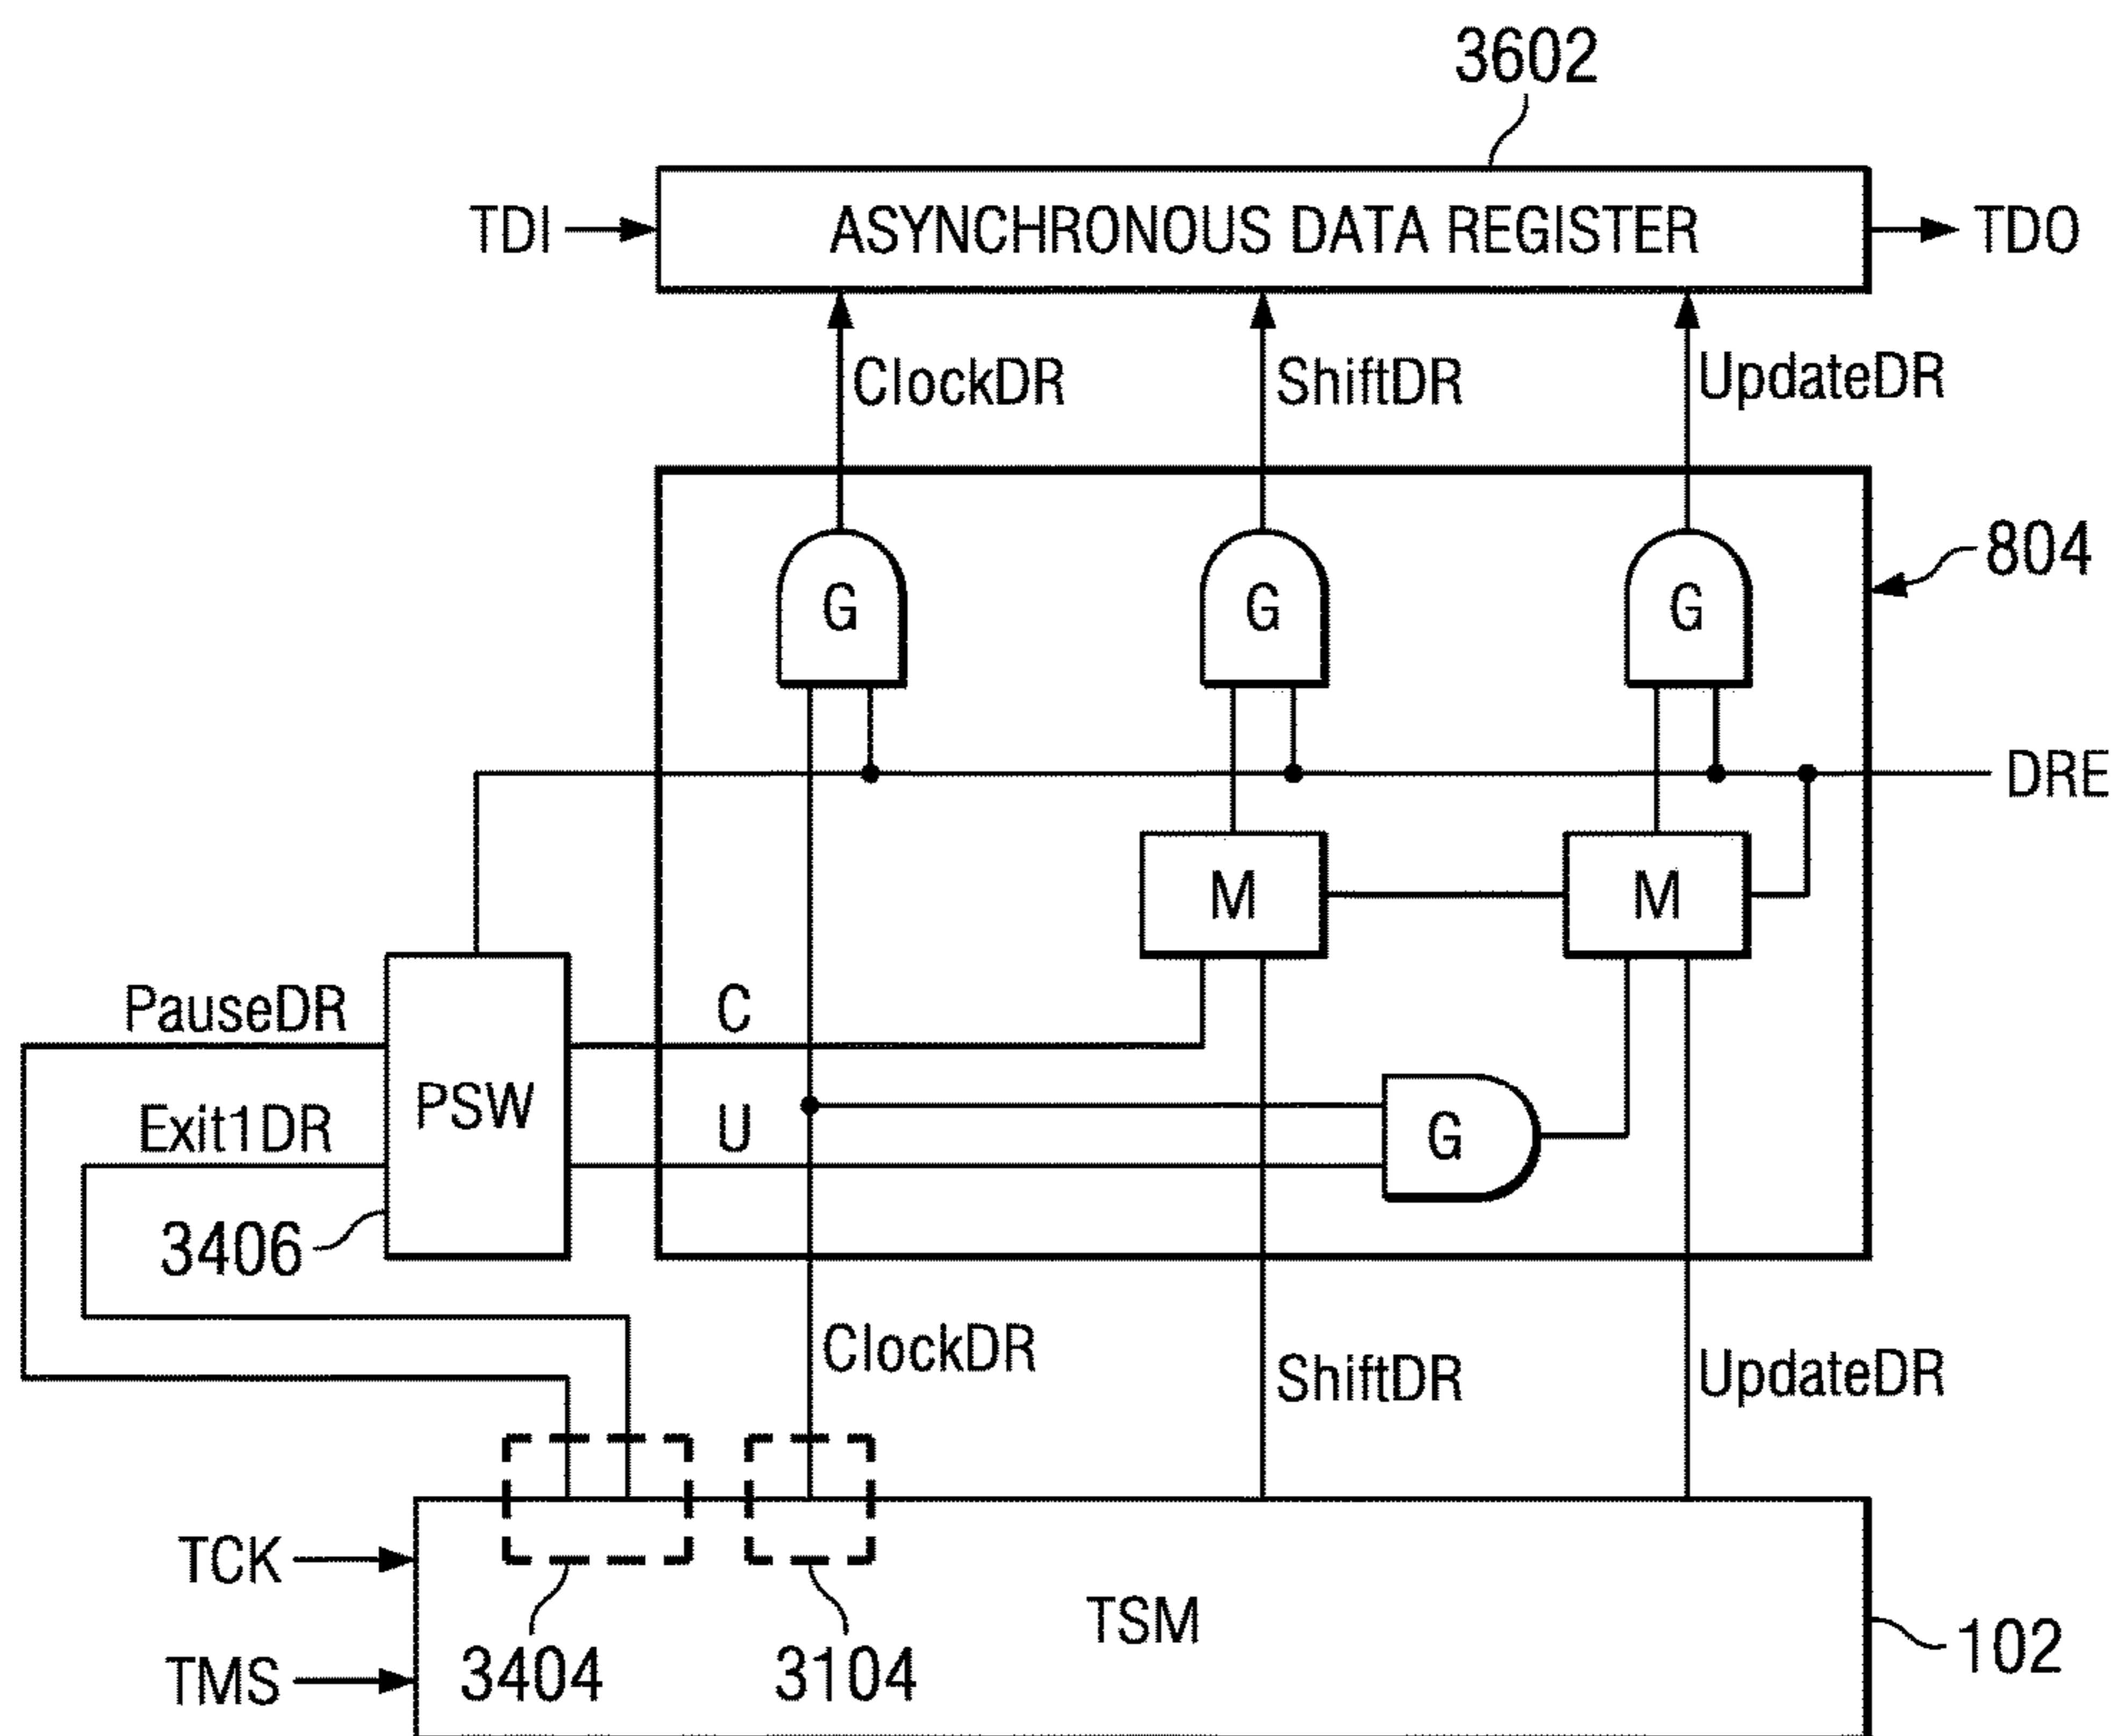 3602
TDI
ASYNCHRONOUS DATA REGISTER
TDO
ClockDR
ShiftDR
UpdateDR
804
G
G
G
DRE
M
M
PauseDR
C
PSW
Exit1DR
U
G
3406
ClockDR
ShiftDR
UpdateDR
TCK
TSM
102
TMS
3404
3104